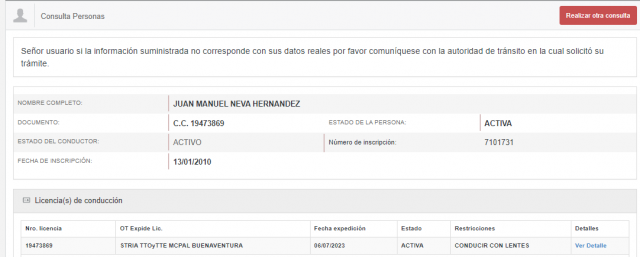 Consulta Personas
Realizar otra consulta
Señor usuario si la información suministrada no corresponde con sus datos reales por favor comuníquese con la autoridad de tránsito en la cual solicitó su
trámite.
NOMBRE COMPLETO: JUAN MANUEL NEVA HERNANDEZ
DOCUMENTO: C.C. 19473869 ESTADO DE LA PERSONA: ACTIVA
ESTADO DEL CONDUCTOR: ACTIVO Número de inscripción: 7101731
FECHA DE INSCRIPCIÓN: 13/01/2010
Licencia(s) de conducción
Nro. licencia OT Expide Lic. Fecha expedición Estado Restricciones Detalles
19473869 STRIA TTOyTTE MCPAL BUENAVENTURA 06/07/2023 ACTIVA CONDUCIR CON LENTES Ver Detalle